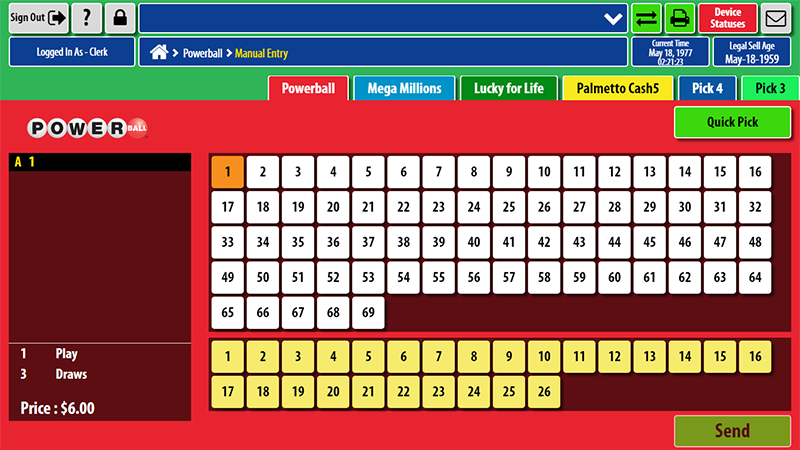 Sign Out
?
Device
Statuses
Logged In As - Clerk
Powerball > Manual Entry
Current Time
May 18, 1977
02:21:23
Legal Sell Age
May-18-1959
Powerball Mega Millions Lucky for Life Palmetto Cash5 Pick 4 Pick 3
POWERBALL
Quick Pick
A 1
1 2 3 4 5 6 7 8 9 10 11 12 13 14 15 16
17 18 19 20 21 22 23 24 25 26 27 28 29 30 31 32
33 34 35 36 37 38 39 40 41 42 43 44 45 46 47 48
49 50 51 52 53 54 55 56 57 58 59 60 61 62 63 64
65 66 67 68 69
1 Play
3 Draws
Price : $6.00
1 2 3 4 5 6 7 8 9 10 11 12 13 14 15 16
17 18 19 20 21 22 23 24 25 26
Send